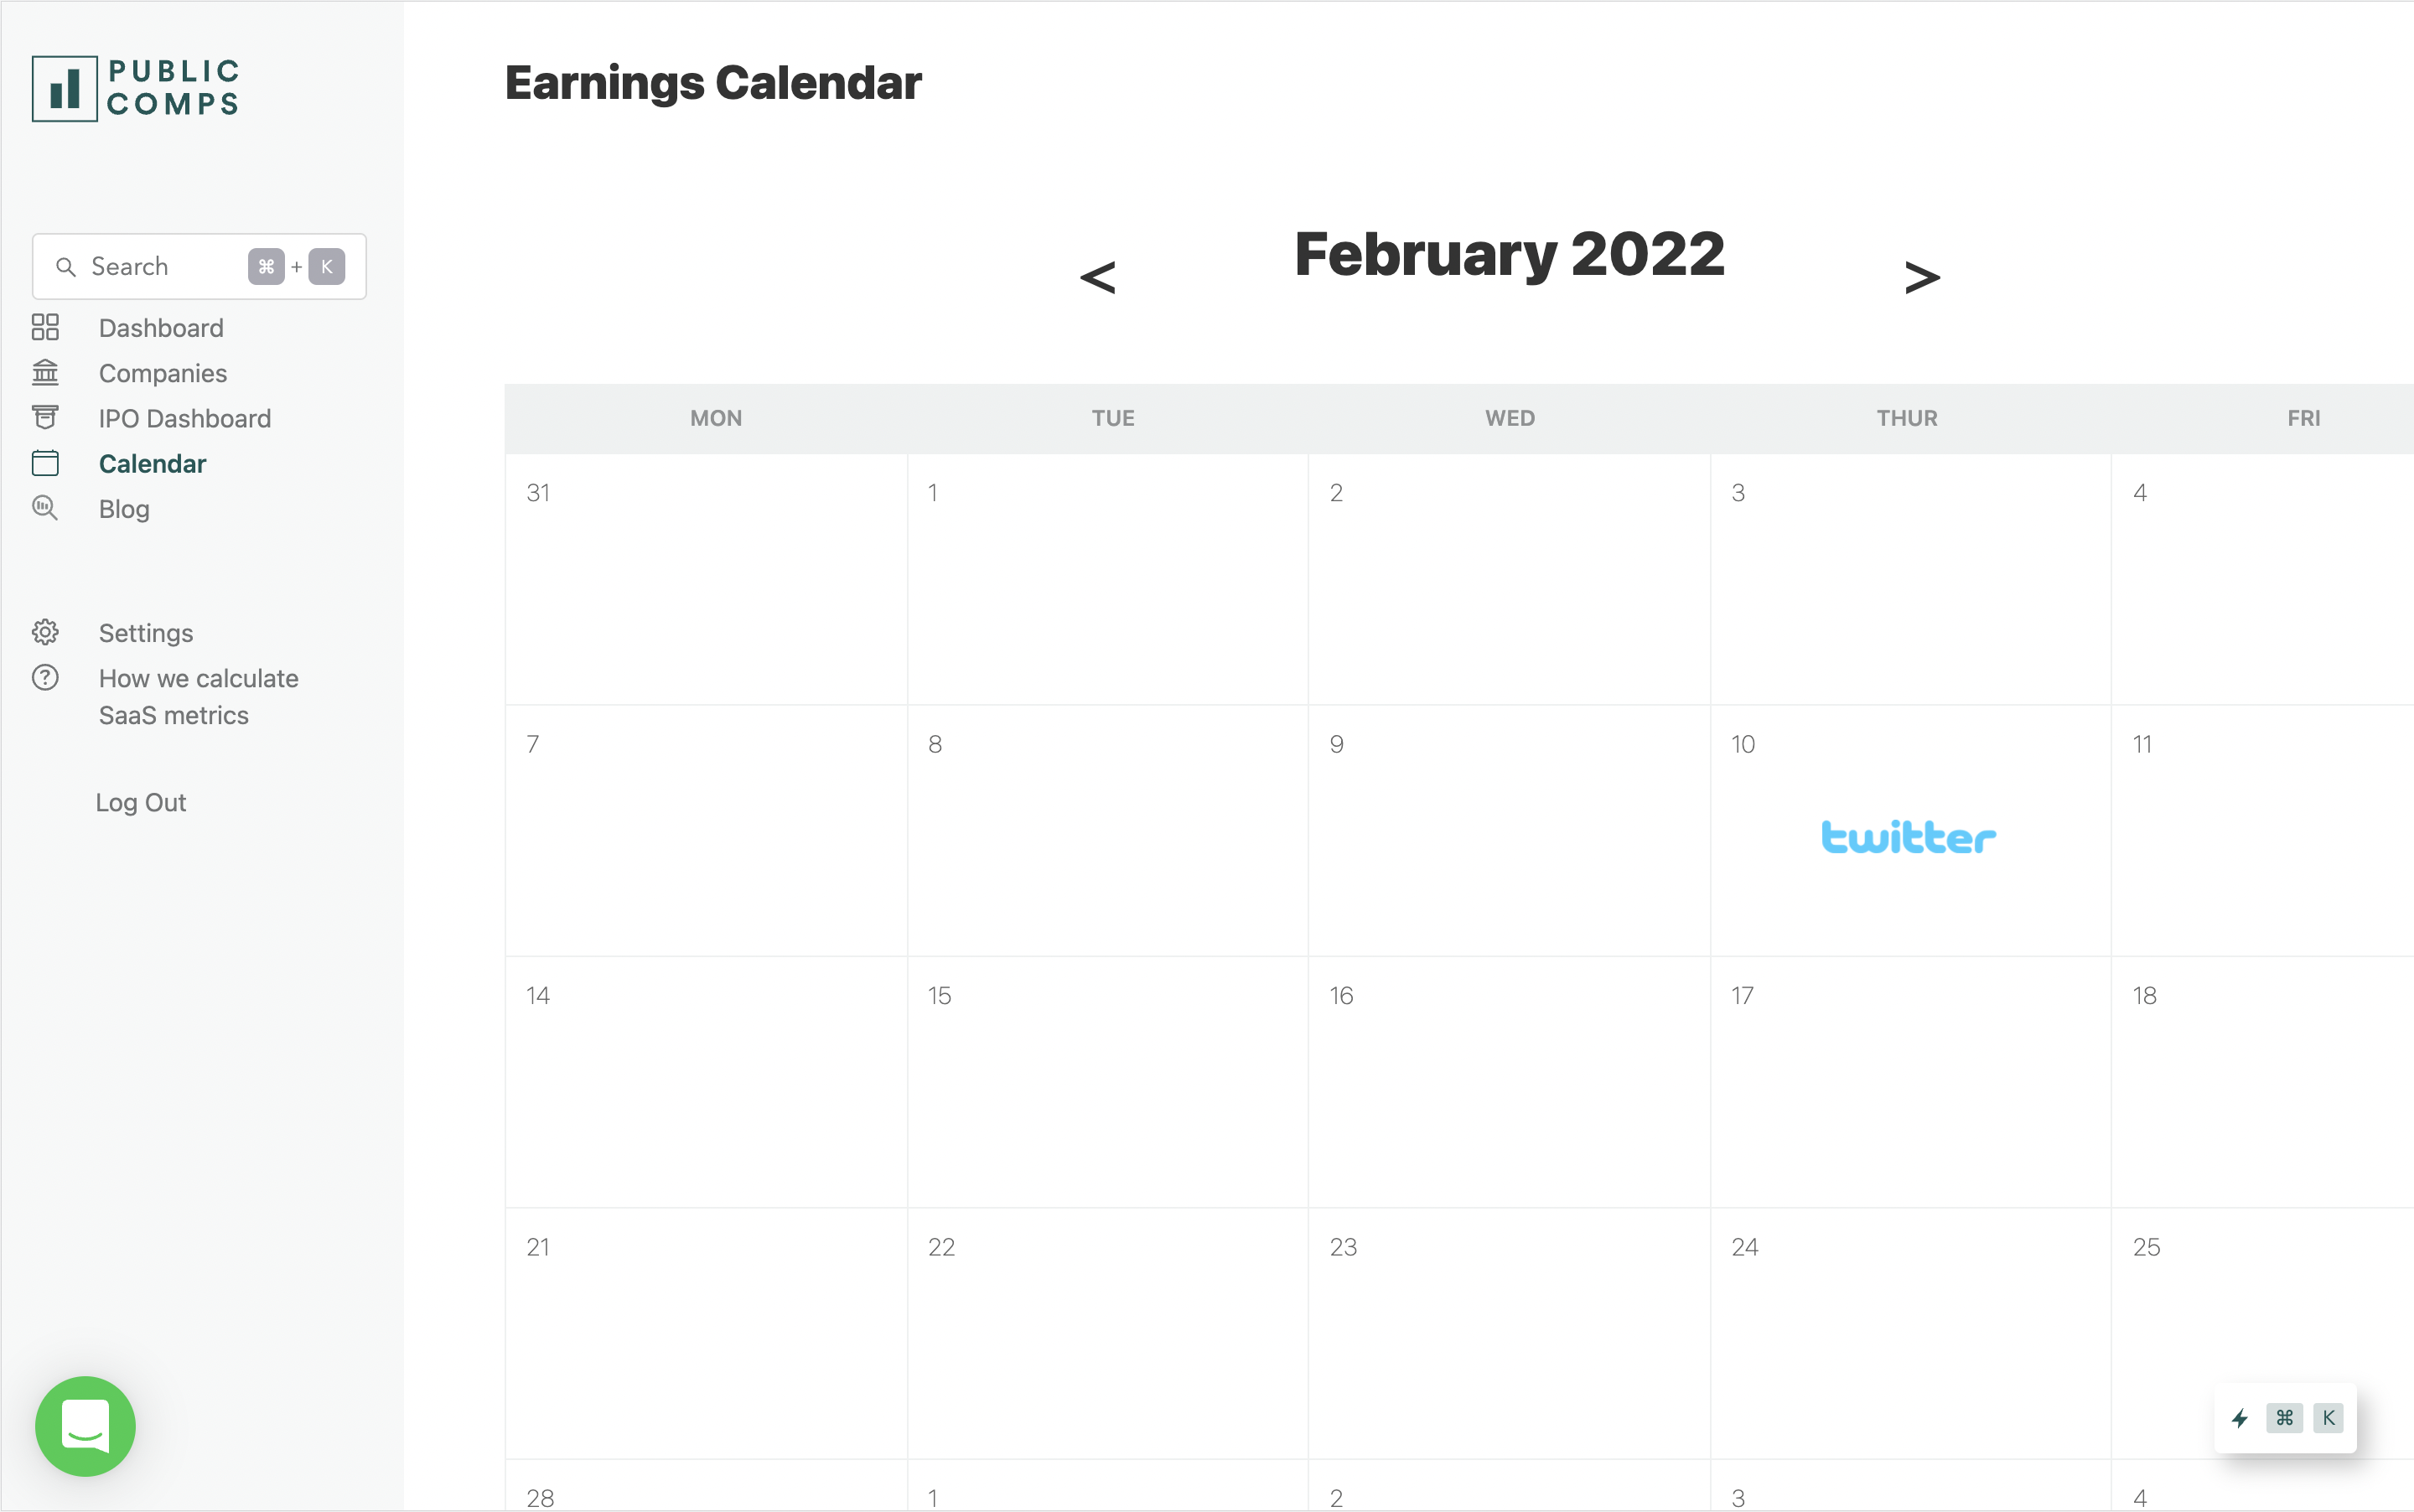 PUBLIC
COMPS
Search ⌘ + K
Dashboard
Companies
IPO Dashboard
Calendar
Blog
Settings
How we calculate
SaaS metrics
Log Out
Earnings Calendar
< February 2022 >
MON TUE WED THUR FRI
31 1 2 3 4
7 8 9 10 11
twitter
14 15 16 17 18
21 22 23 24 25
⌘ K
28 1 2 3 4